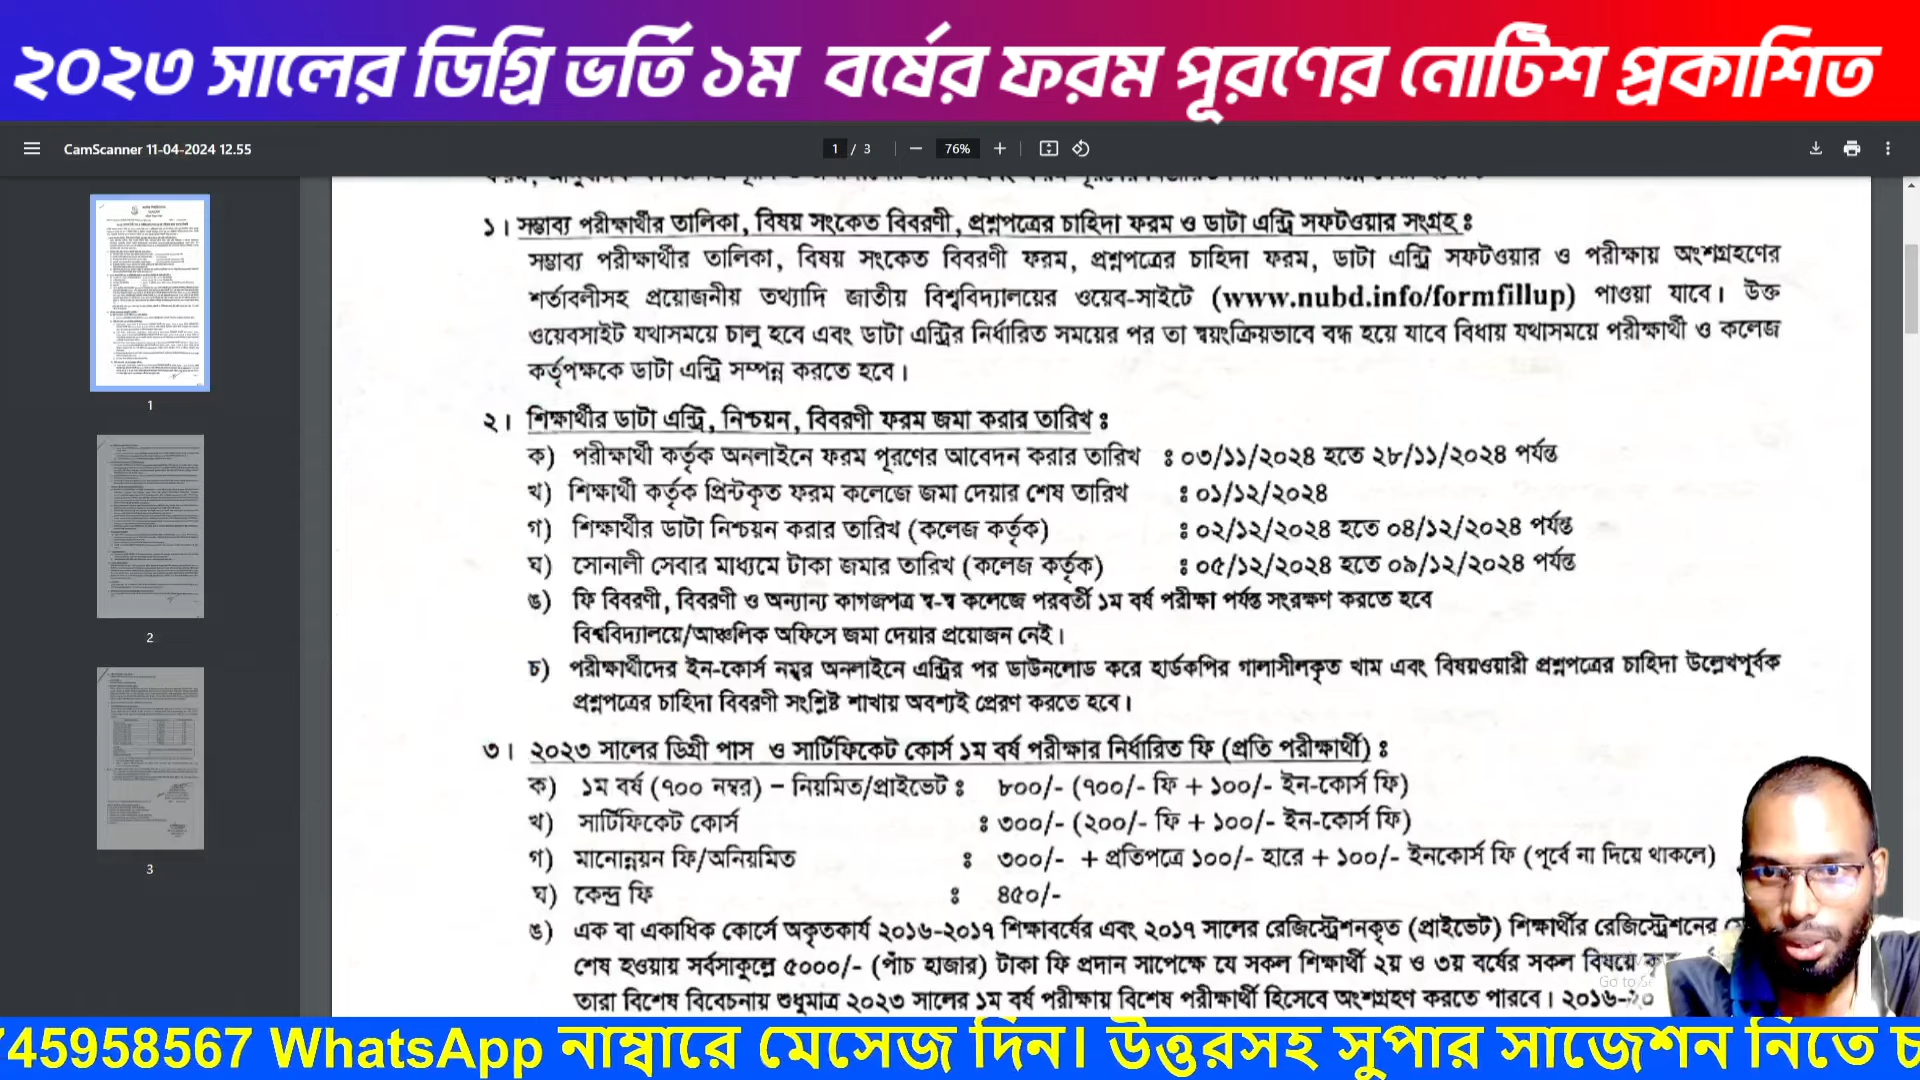 ২০২৩ সালের ডিগ্রি ভর্তি ১ম বর্ষের ফরম পূরণের নোটিশ প্রকাশিত
CamScanner 11-04-2024 12.55
1 / 3
76%
১। সম্ভাব্য পরীক্ষার্থীর তালিকা, বিষয় সংকেত বিবরণী, প্রশ্নপত্রের চাহিদা ফরম ও ডাটা এন্ট্রি সফটওয়ার সংগ্রহ ঃ
সম্ভাব্য পরীক্ষার্থীর তালিকা, বিষয় সংকেত বিবরণী ফরম, প্রশ্নপত্রের চাহিদা ফরম, ডাটা এন্ট্রি সফটওয়ার ও পরীক্ষায় অংশগ্রহণের
শর্তাবলীসহ প্রয়োজনীয় তথ্যাদি জাতীয় বিশ্ববিদ্যালয়ের ওয়েব-সাইটে (www.nubd.info/formfillup) পাওয়া যাবে। উক্ত
ওয়েবসাইট যথাসময়ে চালু হবে এবং ডাটা এন্ট্রির নির্ধারিত সময়ের পর তা স্বয়ংক্রিয়ভাবে বন্ধ হয়ে যাবে বিধায় যথাসময়ে পরীক্ষার্থী ও কলেজ
কর্তৃপক্ষকে ডাটা এন্ট্রি সম্পন্ন করতে হবে।
২। শিক্ষার্থীর ডাটা এন্ট্রি, নিশ্চয়ন, বিবরণী ফরম জমা করার তারিখ ঃ
ক) পরীক্ষার্থী কর্তৃক অনলাইনে ফরম পূরণের আবেদন করার তারিখ ঃ ০৩/১১/২০২৪ হতে ২৮/১১/২০২৪ পর্যন্ত
খ) শিক্ষার্থী কর্তৃক প্রিন্টকৃত ফরম কলেজে জমা দেয়ার শেষ তারিখ ঃ ০১/১২/২০২৪
গ) শিক্ষার্থীর ডাটা নিশ্চয়ন করার তারিখ (কলেজ কর্তৃক) ঃ ০২/১২/২০২৪ হতে ০৪/১২/২০২৪ পর্যন্ত
ঘ) সোনালী সেবার মাধ্যমে টাকা জমার তারিখ (কলেজ কর্তৃক) ঃ ০৫/১২/২০২৪ হতে ০৯/১২/২০২৪ পর্যন্ত
ঙ) ফি বিবরণী, বিবরণী ও অন্যান্য কাগজপত্র স্ব-স্ব কলেজে পরবর্তী ১ম বর্ষ পরীক্ষা পর্যন্ত সংরক্ষণ করতে হবে
বিশ্ববিদ্যালয়ে/আঞ্চলিক অফিসে জমা দেয়ার প্রয়োজন নেই।
চ) পরীক্ষার্থীদের ইন-কোর্স নম্বর অনলাইনে এন্ট্রির পর ডাউনলোড করে হার্ডকপির গালাসীলকৃত খাম এবং বিষয়ওয়ারী প্রশ্নপত্রের চাহিদা উল্লেখপূর্বক
প্রশ্নপত্রের চাহিদা বিবরণী সংশ্লিষ্ট শাখায় অবশ্যই প্রেরণ করতে হবে।
৩। ২০২৩ সালের ডিগ্রী পাস ও সার্টিফিকেট কোর্স ১ম বর্ষ পরীক্ষার নির্ধারিত ফি (প্রতি পরীক্ষার্থী) ঃ
ক) ১ম বর্ষ (৭০০ নম্বর) – নিয়মিত/প্রাইভেট ঃ ৮০০/- (৭০০/- ফি + ১০০/- ইন-কোর্স ফি)
খ) সার্টিফিকেট কোর্স ঃ ৩০০/- (২০০/- ফি + ১০০/- ইন-কোর্স ফি)
গ) মানোন্নয়ন ফি/অনিয়মিত ঃ ৩০০/- + প্রতিপত্রে ১০০/- হারে + ১০০/- ইনকোর্স ফি (পূর্বে না দিয়ে থাকলে)
ঘ) কেন্দ্র ফি ঃ ৪৫০/-
ঙ) এক বা একাধিক কোর্সে অকৃতকার্য ২০১৬-২০১৭ শিক্ষাবর্ষের এবং ২০১৭ সালের রেজিস্ট্রেশনকৃত (প্রাইভেট) শিক্ষার্থীর রেজিস্ট্রেশনের
শেষ হওয়ায় সর্বসাকুল্যে ৫০০০/- (পাঁচ হাজার) টাকা ফি প্রদান সাপেক্ষে যে সকল শিক্ষার্থী ২য় ও ৩য় বর্ষের সকল বিষয়ে
তারা বিশেষ বিবেচনায় শুধুমাত্র ২০২৩ সালের ১ম বর্ষ পরীক্ষায় বিশেষ পরীক্ষার্থী হিসেবে অংশগ্রহণ করতে পারবে। ২০১৬-২০
Go to Se
1
2
3
745958567 WhatsApp নাম্বারে মেসেজ দিন। উত্তরসহ সুপার সাজেশন নিতে চ